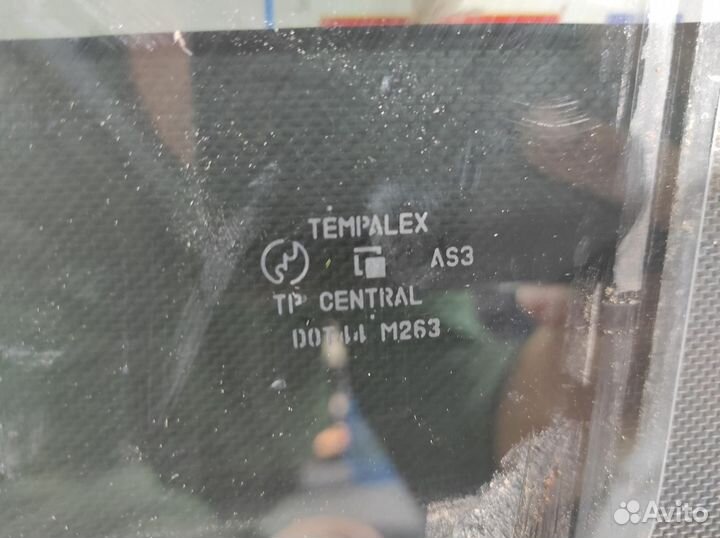 TEMPALEX
AS3
TP CENTRAL
DOT44 M263
Avito